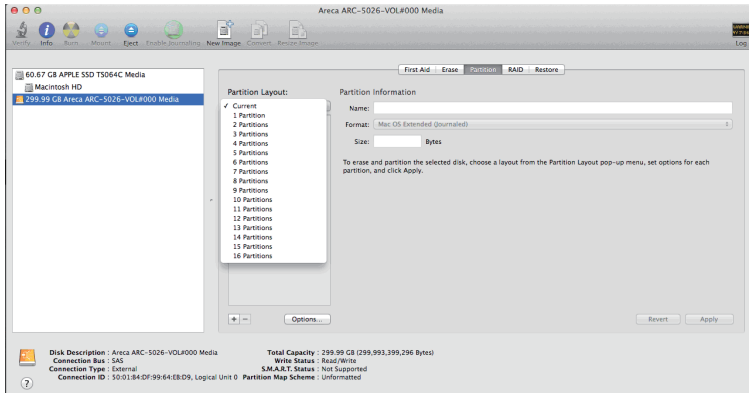 Areca ARC-5026-VOL#000 Media
Verify Info Burn Mount Eject Enable Journaling New Image Convert Resize Image Log
60.67 GB APPLE SSD TS064C Media
Macintosh HD
299.99 GB Areca ARC-5026-VOL#000 Media
First Aid Erase Partition RAID Restore
Partition Layout: Partition Information
✓ Current
1 Partition
2 Partitions
3 Partitions
4 Partitions
5 Partitions
6 Partitions
7 Partitions
8 Partitions
9 Partitions
10 Partitions
11 Partitions
12 Partitions
13 Partitions
14 Partitions
15 Partitions
16 Partitions
Name:
Format: Mac OS Extended (Journaled)
Size: Bytes
To erase and partition the selected disk, choose a layout from the Partition Layout pop-up menu, set options for each
partition, and click Apply.
+ − Options... Revert Apply
Disk Description : Areca ARC-5026-VOL#000 Media Total Capacity : 299.99 GB (299,993,399,296 Bytes)
Connection Bus : SAS Write Status : Read/Write
Connection Type : External S.M.A.R.T. Status : Not Supported
Connection ID : 50:01:B4:DF:99:64:EB:D9, Logical Unit 0 Partition Map Scheme : Unformatted
?